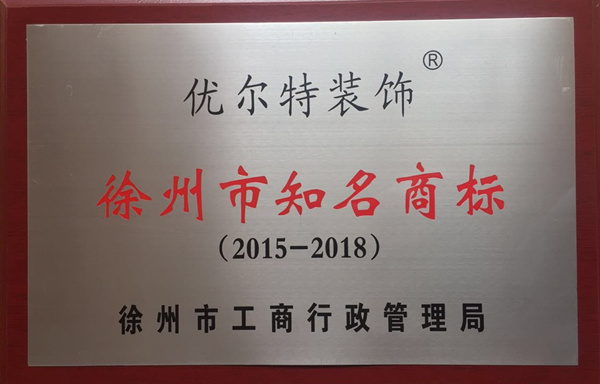 优尔特装饰®
徐州市知名商标
（2015-2018）
徐州市工商行政管理局